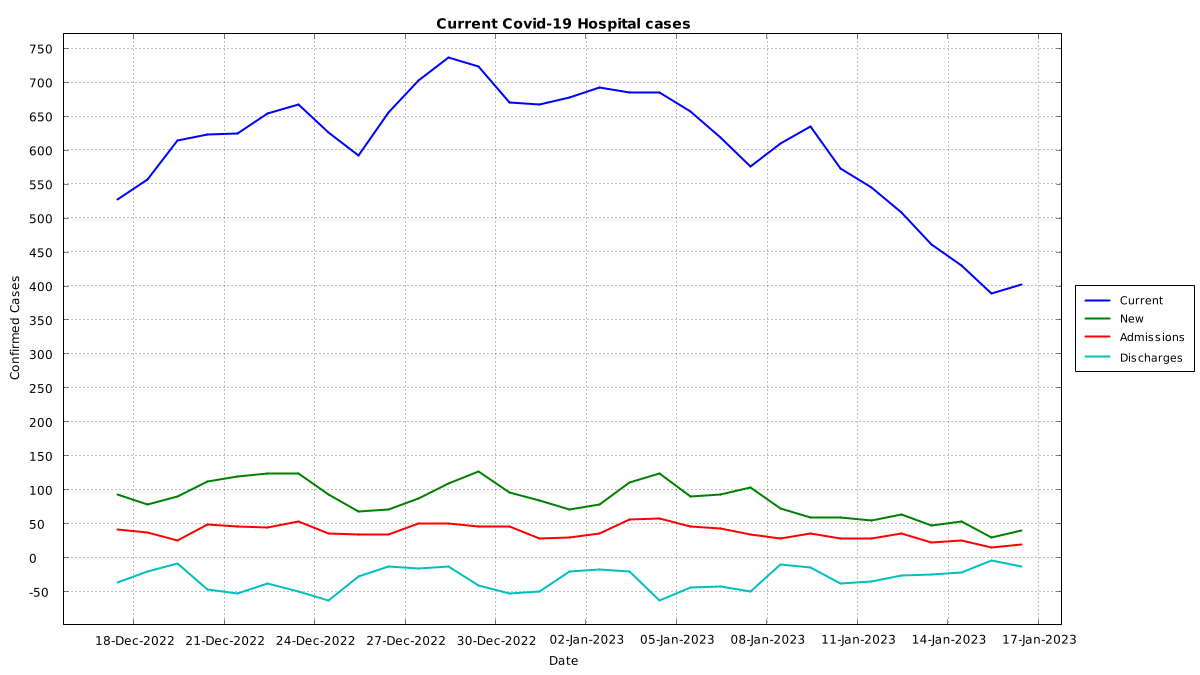 Current Covid-19 Hospital cases
750
700
650
600
550
500
450
400
350
300
250
200
150
100
50
0
-50
Confirmed Cases
18-Dec-2022 21-Dec-2022 24-Dec-2022 27-Dec-2022 30-Dec-2022 02-Jan-2023 05-Jan-2023 08-Jan-2023 11-Jan-2023 14-Jan-2023 17-Jan-2023
Date
Current
New
Admissions
Discharges